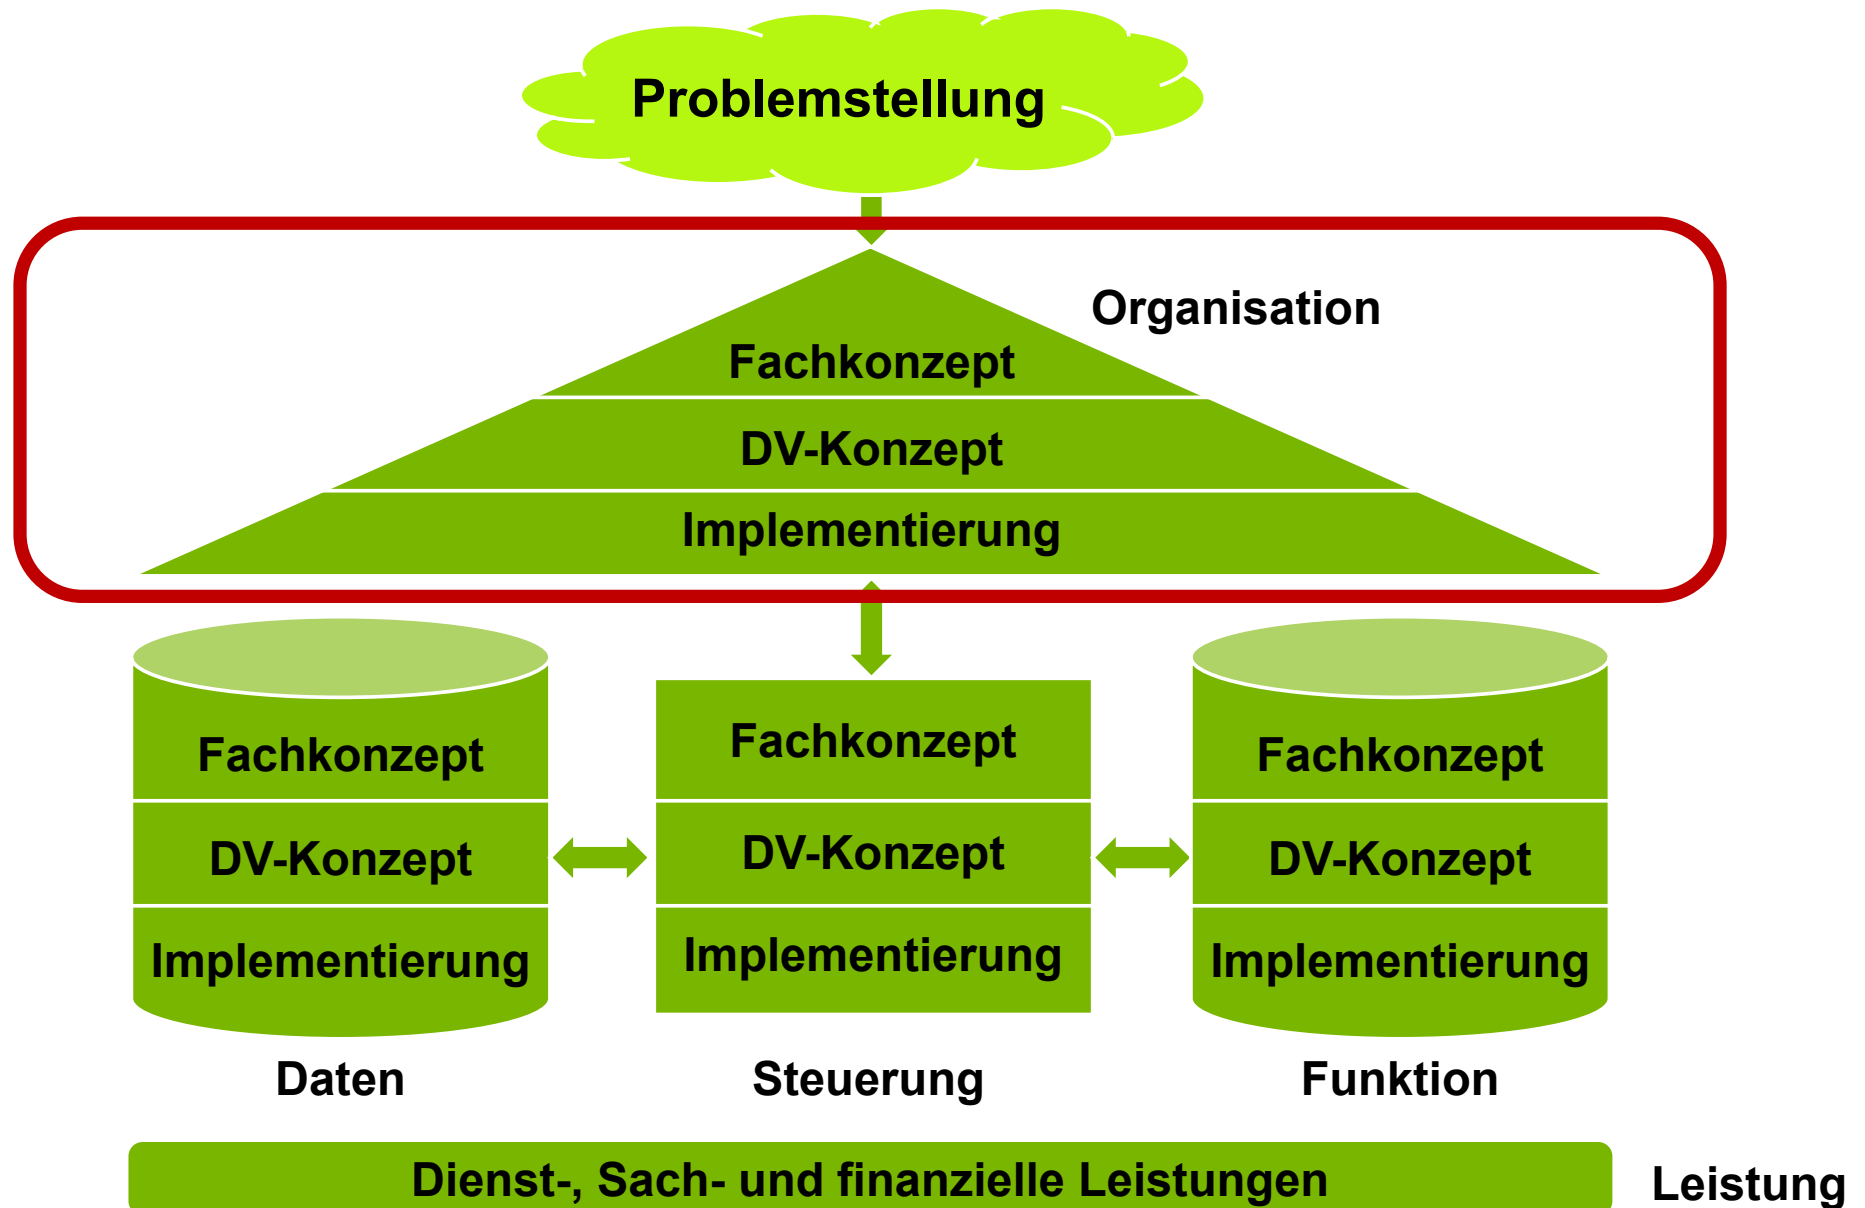 Problemstellung
Organisation
Fachkonzept
DV-Konzept
Implementierung
Fachkonzept
DV-Konzept
Implementierung
Daten
Fachkonzept
DV-Konzept
Implementierung
Steuerung
Fachkonzept
DV-Konzept
Implementierung
Funktion
Dienst-, Sach- und finanzielle Leistungen
Leistung